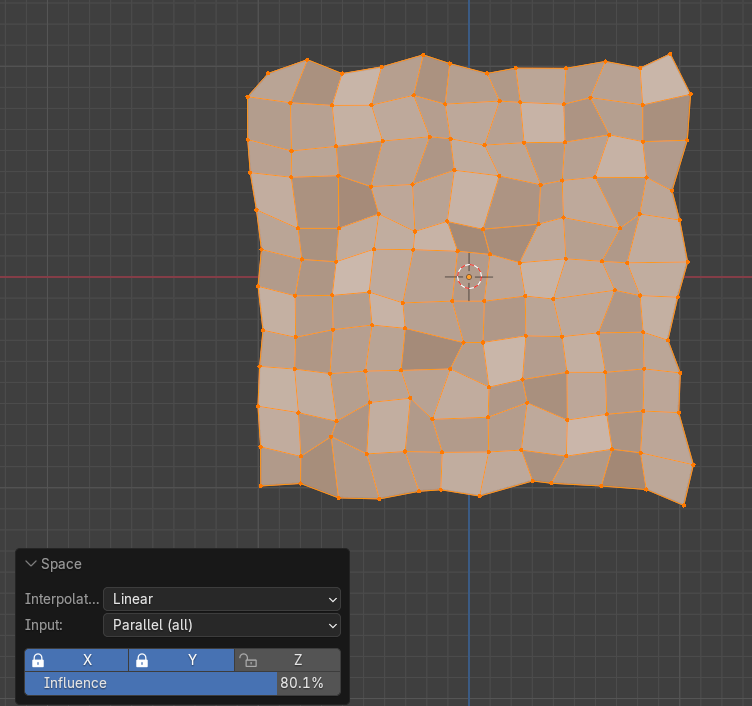 Space
Interpolat... Linear
Input: Parallel (all)
X Y Z
Influence 80.1%